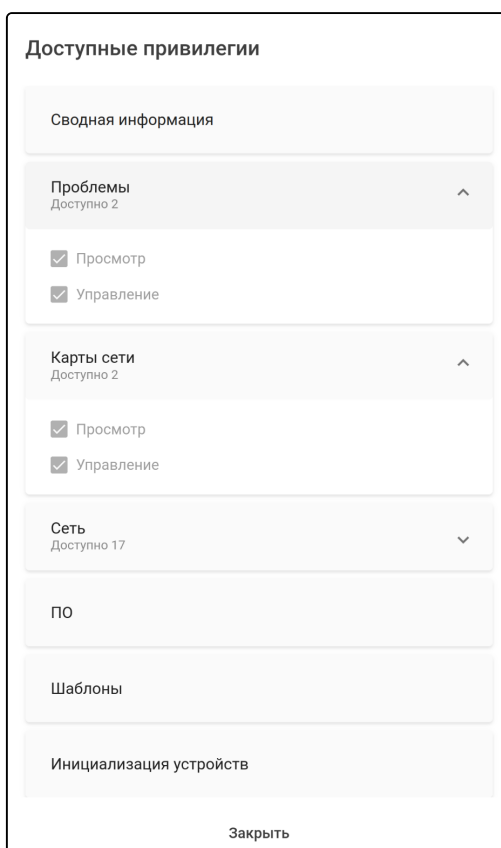 Доступные привилегии
Сводная информация
Проблемы
Доступно 2
Просмотр
Управление
Карты сети
Доступно 2
Просмотр
Управление
Сеть
Доступно 17
ПО
Шаблоны
Инициализация устройств
Закрыть